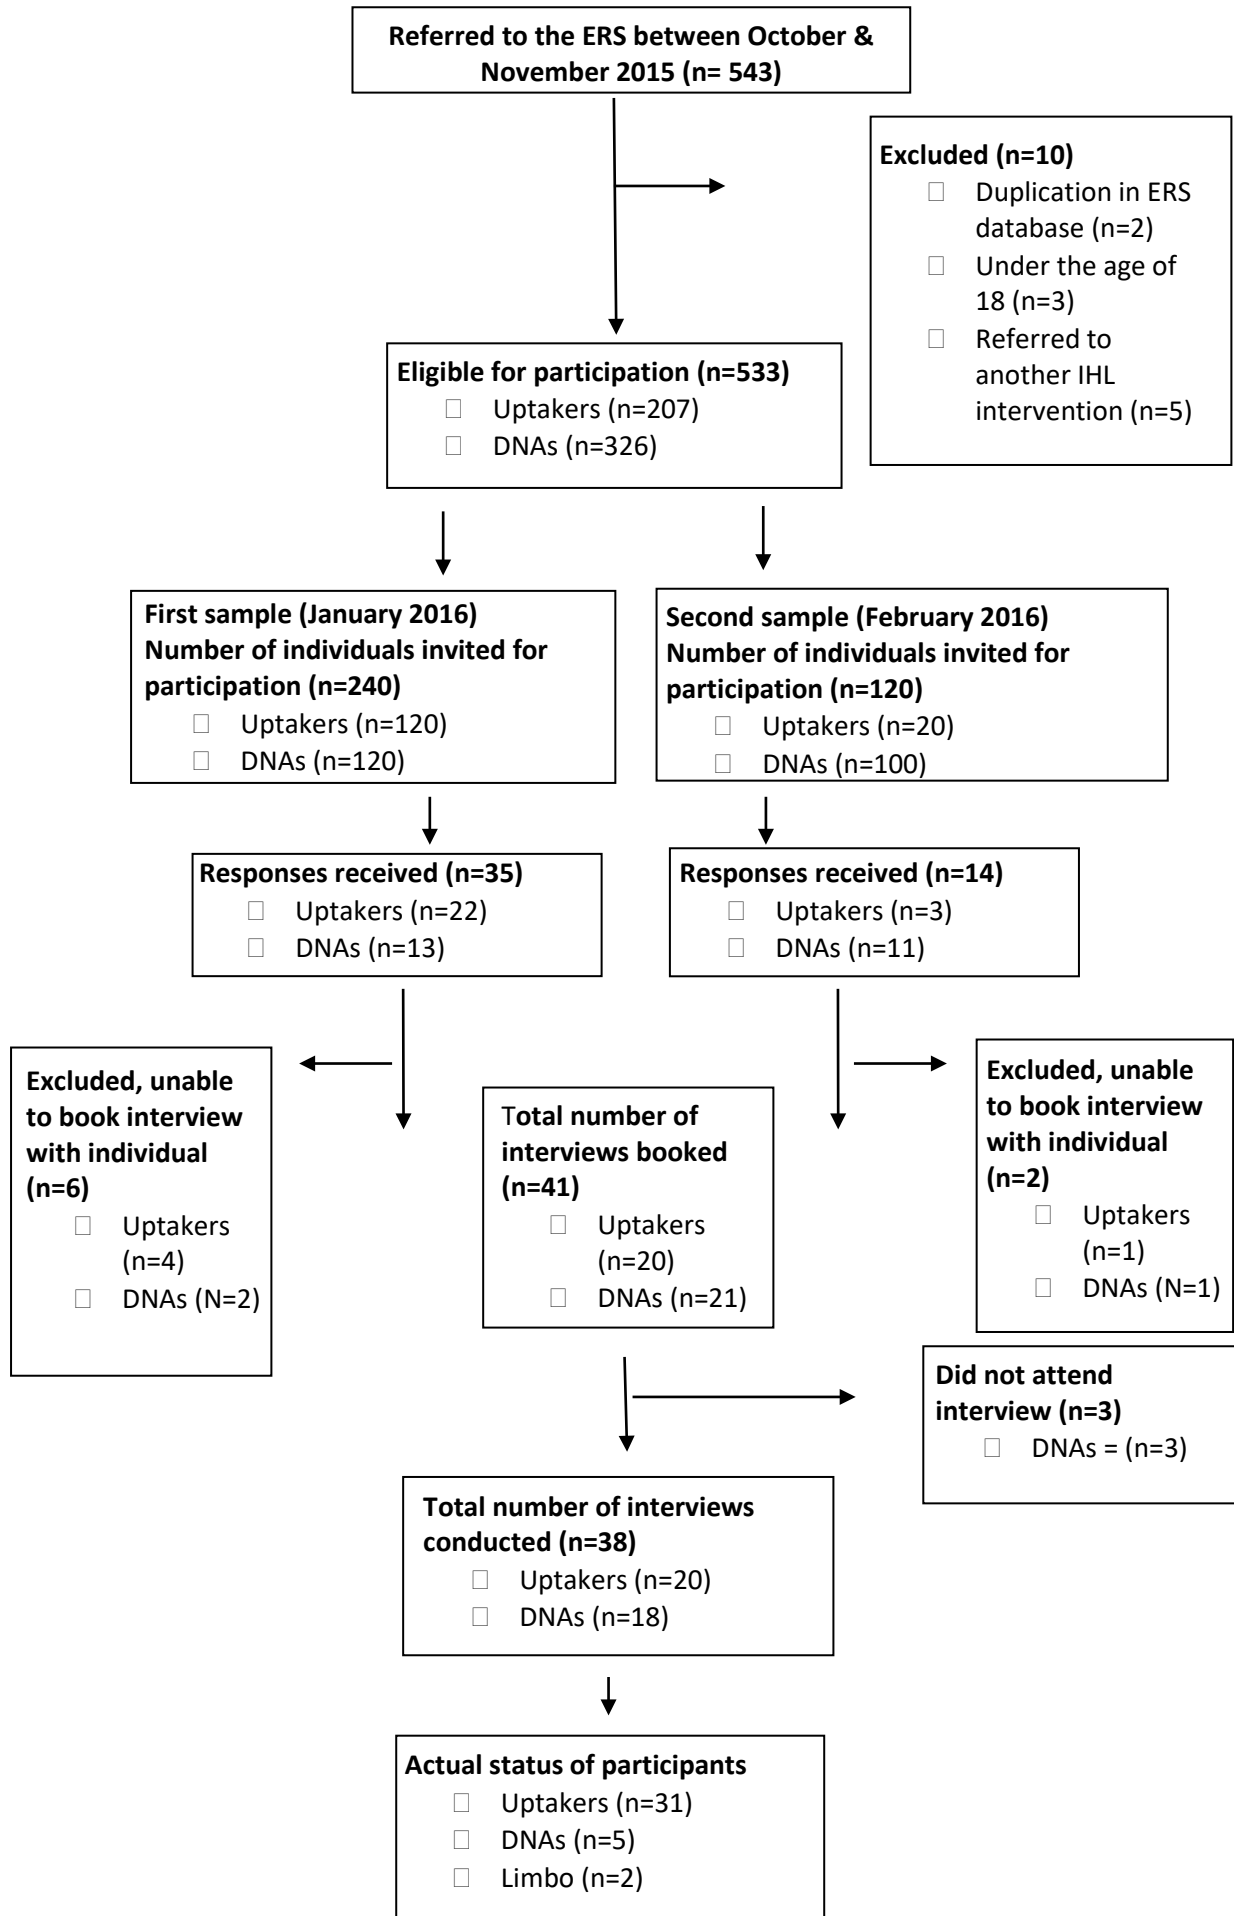 Referred to the ERS between October &
November 2015 (n= 543)
Excluded (n=10)
Duplication in ERS
database (n=2)
Under the age of
18 (n=3)
Referred to
another IHL
intervention (n=5)
Eligible for participation (n=533)
Uptakers (n=207)
DNAs (n=326)
First sample (January 2016)
Number of individuals invited for
participation (n=240)
Uptakers (n=120)
DNAs (n=120)
Second sample (February 2016)
Number of individuals invited for
participation (n=120)
Uptakers (n=20)
DNAs (n=100)
Responses received (n=35)
Uptakers (n=22)
DNAs (n=13)
Responses received (n=14)
Uptakers (n=3)
DNAs (n=11)
Excluded, unable
to book interview
with individual
(n=6)
Uptakers
(n=4)
DNAs (N=2)
Total number of
interviews booked
(n=41)
Uptakers
(n=20)
DNAs (n=21)
Excluded, unable
to book interview
with individual
(n=2)
Uptakers
(n=1)
DNAs (N=1)
Did not attend
interview (n=3)
DNAs = (n=3)
Total number of interviews
conducted (n=38)
Uptakers (n=20)
DNAs (n=18)
Actual status of participants
Uptakers (n=31)
DNAs (n=5)
Limbo (n=2)